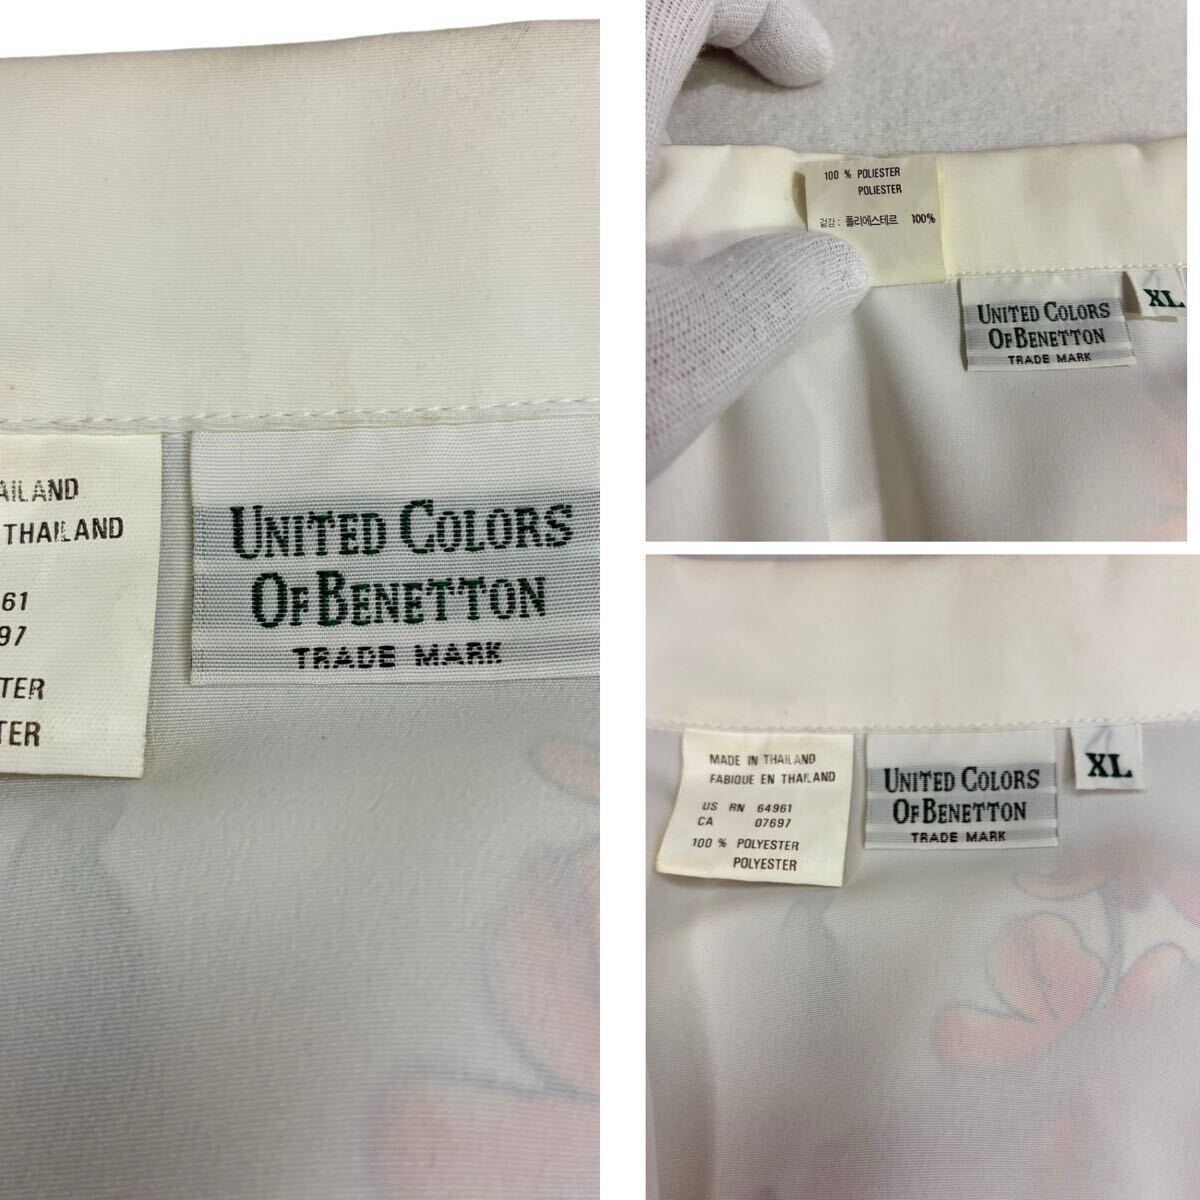 AILAND
THAILAND
61
97
TER
TER
UNITED COLORS
OF BENETTON
TRADE MARK
100 % POLIESTER
POLIESTER
겉감 : 폴리에스테르 100%
UNITED COLORS
OF BENETTON
TRADE MARK
XL
MADE IN THAILAND
FABIQUE EN THAILAND
US RN 64961
CA 07697
100 % POLYESTER
POLYESTER
UNITED COLORS
OF BENETTON
TRADE MARK
XL